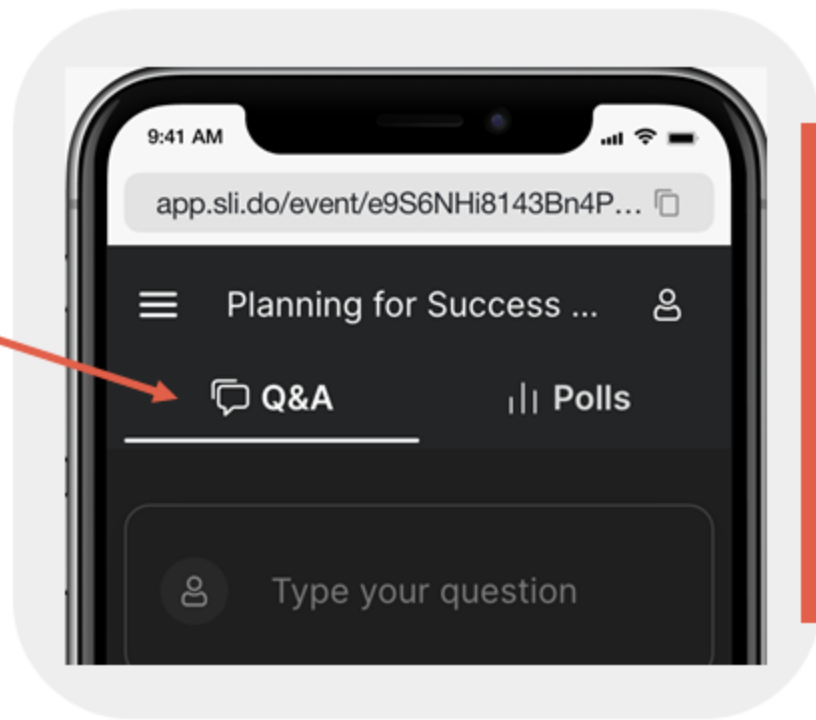 9:41 AM
app.sli.do/event/e9S6NHi8143Bn4P...
Planning for Success ...
Q&A Polls
Type your question